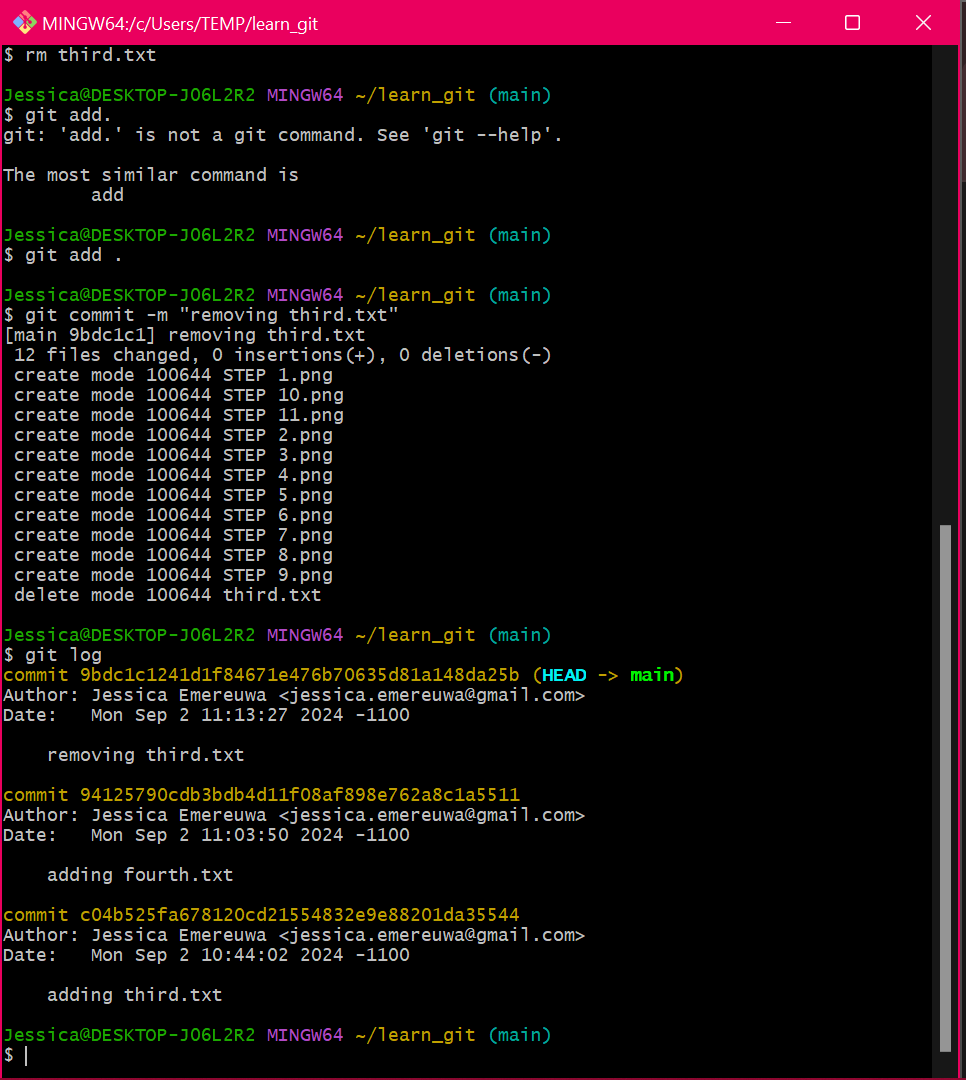 MINGW64:/c/Users/TEMP/learn_git
$ rm third.txt
Jessica@DESKTOP-J06L2R2 MINGW64 ~/learn_git (main)
$ git add.
git: 'add.' is not a git command. See 'git --help'.
The most similar command is
        add
Jessica@DESKTOP-J06L2R2 MINGW64 ~/learn_git (main)
$ git add .
Jessica@DESKTOP-J06L2R2 MINGW64 ~/learn_git (main)
$ git commit -m "removing third.txt"
[main 9bdc1c1] removing third.txt
 12 files changed, 0 insertions(+), 0 deletions(-)
 create mode 100644 STEP 1.png
 create mode 100644 STEP 10.png
 create mode 100644 STEP 11.png
 create mode 100644 STEP 2.png
 create mode 100644 STEP 3.png
 create mode 100644 STEP 4.png
 create mode 100644 STEP 5.png
 create mode 100644 STEP 6.png
 create mode 100644 STEP 7.png
 create mode 100644 STEP 8.png
 create mode 100644 STEP 9.png
 delete mode 100644 third.txt
Jessica@DESKTOP-J06L2R2 MINGW64 ~/learn_git (main)
$ git log
commit 9bdc1c1241d1f84671e476b70635d81a148da25b (HEAD -> main)
Author: Jessica Emereuwa <jessica.emereuwa@gmail.com>
Date:   Mon Sep 2 11:13:27 2024 -1100
    removing third.txt
commit 94125790cdb3bdb4d11f08af898e762a8c1a5511
Author: Jessica Emereuwa <jessica.emereuwa@gmail.com>
Date:   Mon Sep 2 11:03:50 2024 -1100
    adding fourth.txt
commit c04b525fa678120cd21554832e9e88201da35544
Author: Jessica Emereuwa <jessica.emereuwa@gmail.com>
Date:   Mon Sep 2 10:44:02 2024 -1100
    adding third.txt
Jessica@DESKTOP-J06L2R2 MINGW64 ~/learn_git (main)
$